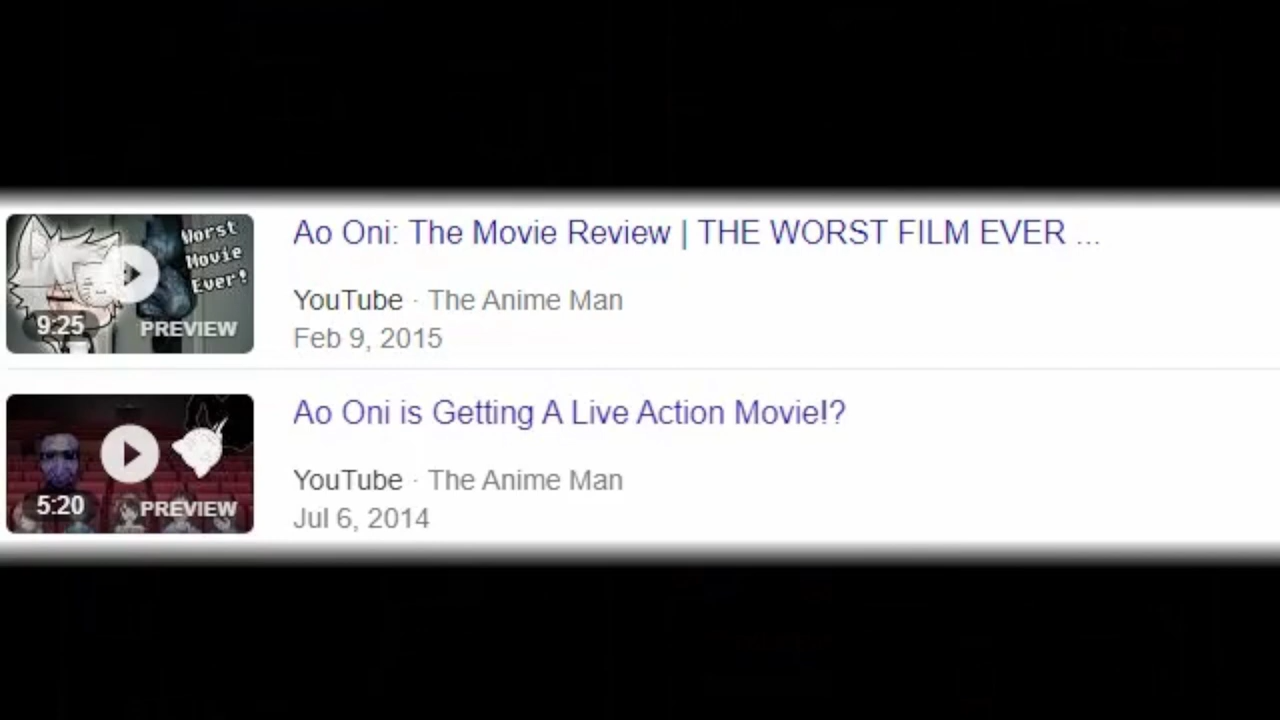 Worst
Movie
Ever!
9:25
PREVIEW
Ao Oni: The Movie Review | THE WORST FILM EVER ...
YouTube · The Anime Man
Feb 9, 2015
5:20
PREVIEW
Ao Oni is Getting A Live Action Movie!?
YouTube · The Anime Man
Jul 6, 2014